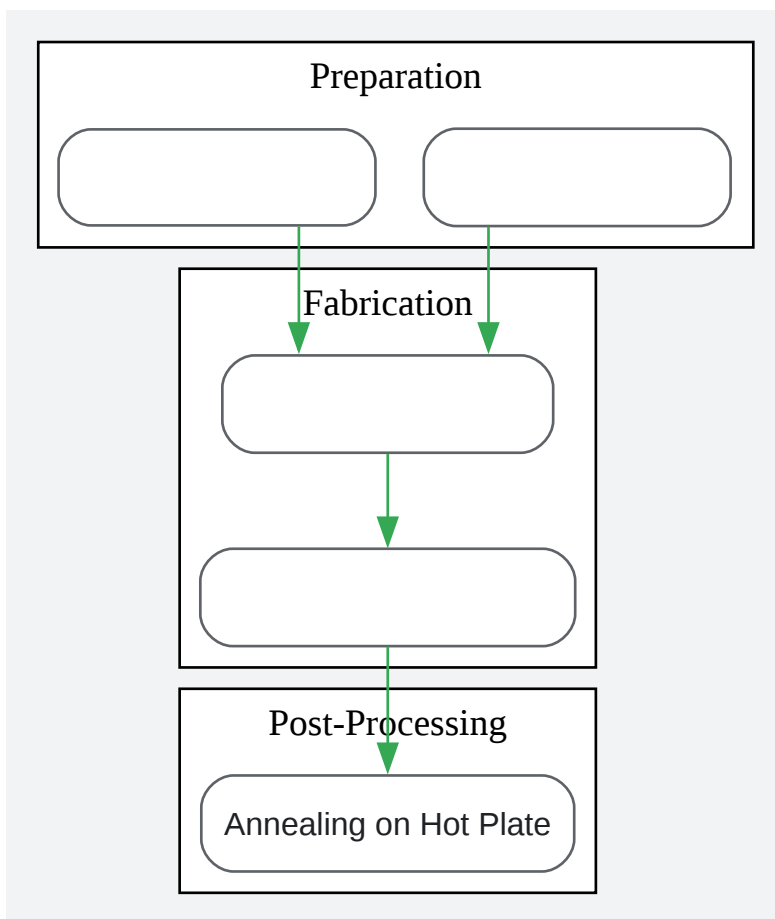 Preparation
Fabrication
Post-Processing
Annealing on Hot Plate